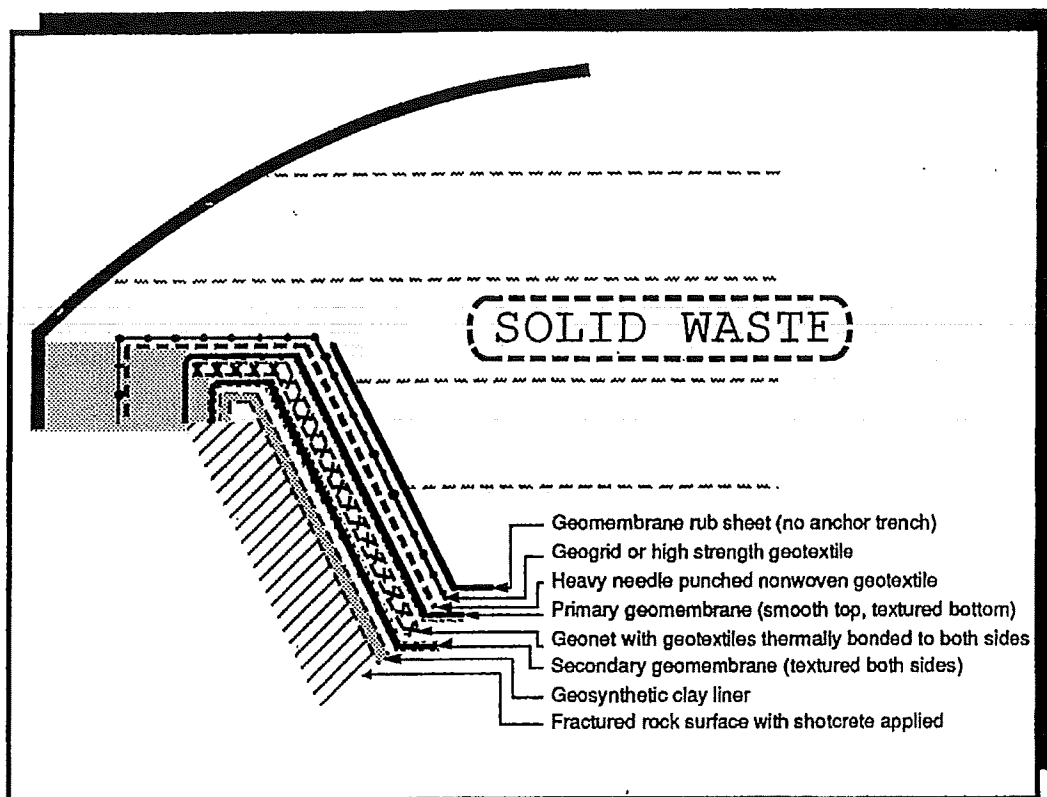 SOLID WASTE
Geomembrane rub sheet (no anchor trench)
Geogrid or high strength geotextile
Heavy needle punched nonwoven geotextile
Primary geomembrane (smooth top, textured bottom)
Geonet with geotextiles thermally bonded to both sides
Secondary geomembrane (textured both sides)
Geosynthetic clay liner
Fractured rock surface with shotcrete applied